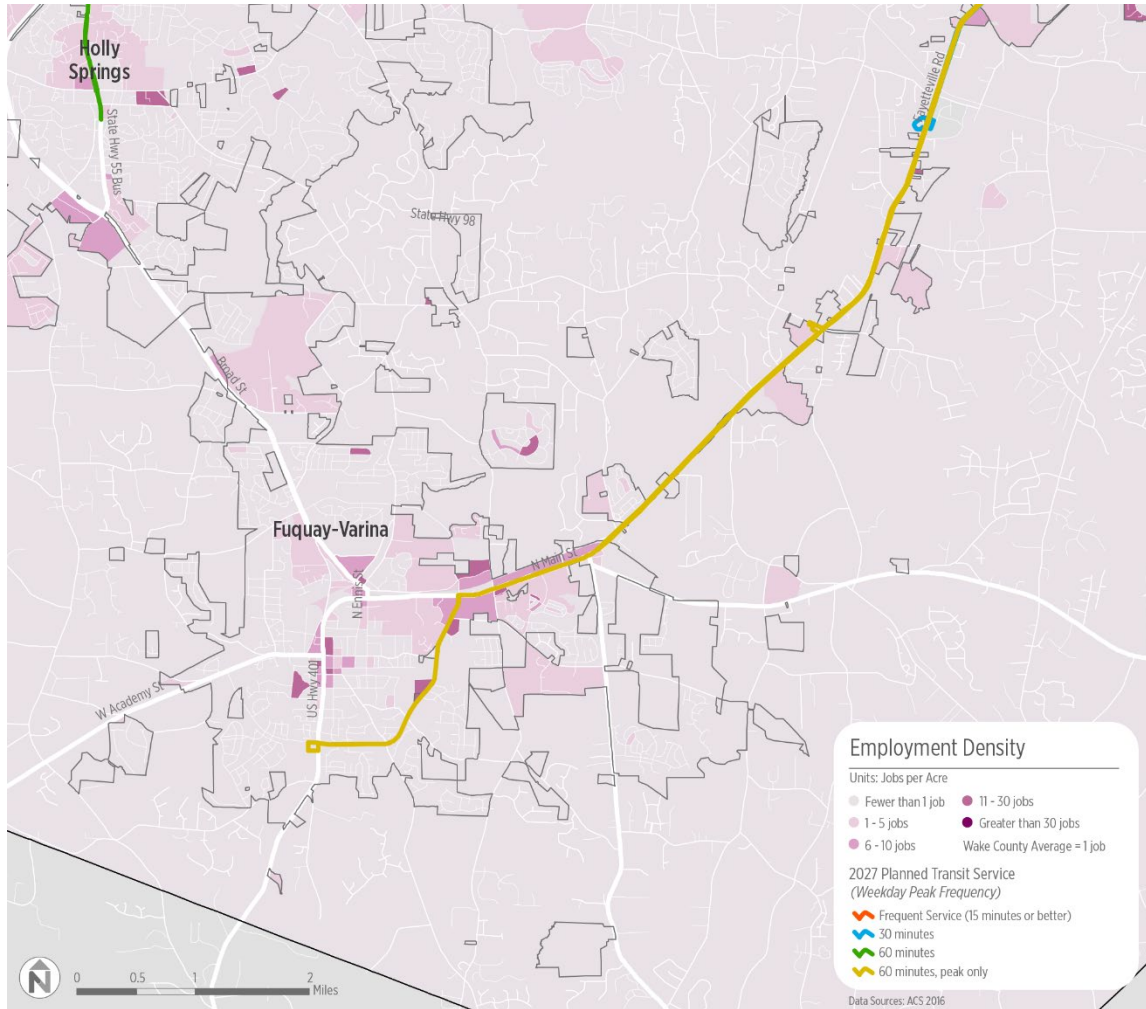 Holly
Springs
State Hwy 55 Bus
Fayetteville Rd
State Hwy 98
Broad St
Fuquay-Varina
N Main St
N Ennis St
US Hwy 401
W Academy St
Employment Density
Units: Jobs per Acre
Fewer than 1 job
1 - 5 jobs
6 - 10 jobs
11 - 30 jobs
Greater than 30 jobs
Wake County Average = 1 job
2027 Planned Transit Service
(Weekday Peak Frequency)
Frequent Service (15 minutes or better)
30 minutes
60 minutes
60 minutes, peak only
Data Sources: ACS 2016
N
0 0.5 1 2
Miles